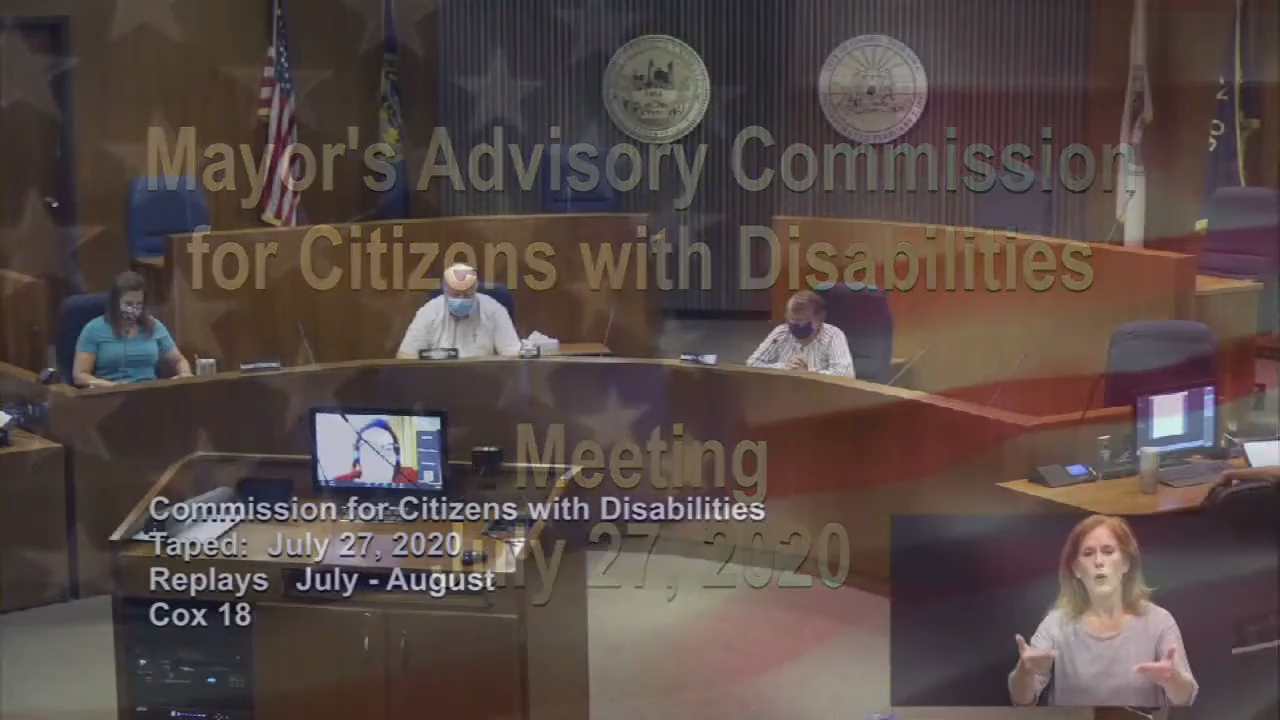 Mayor's Advisory Commission
for Citizens with Disabilities
Meeting
July 27, 2020
Commission for Citizens with Disabilities
Taped: July 27, 2020
Replays July - August
Cox 18